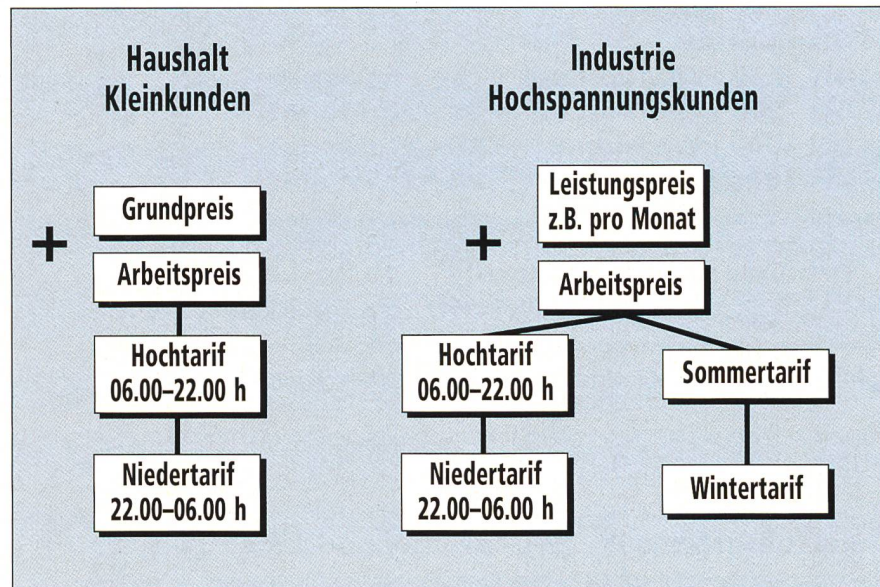 Haushalt
Kleinkunden
Grundpreis
+
Arbeitspreis
Hochtarif
06.00–22.00 h
Niedertarif
22.00–06.00 h
Industrie
Hochspannungskunden
Leistungspreis
z.B. pro Monat
+
Arbeitspreis
Hochtarif
06.00–22.00 h
Niedertarif
22.00–06.00 h
Sommertarif
Wintertarif